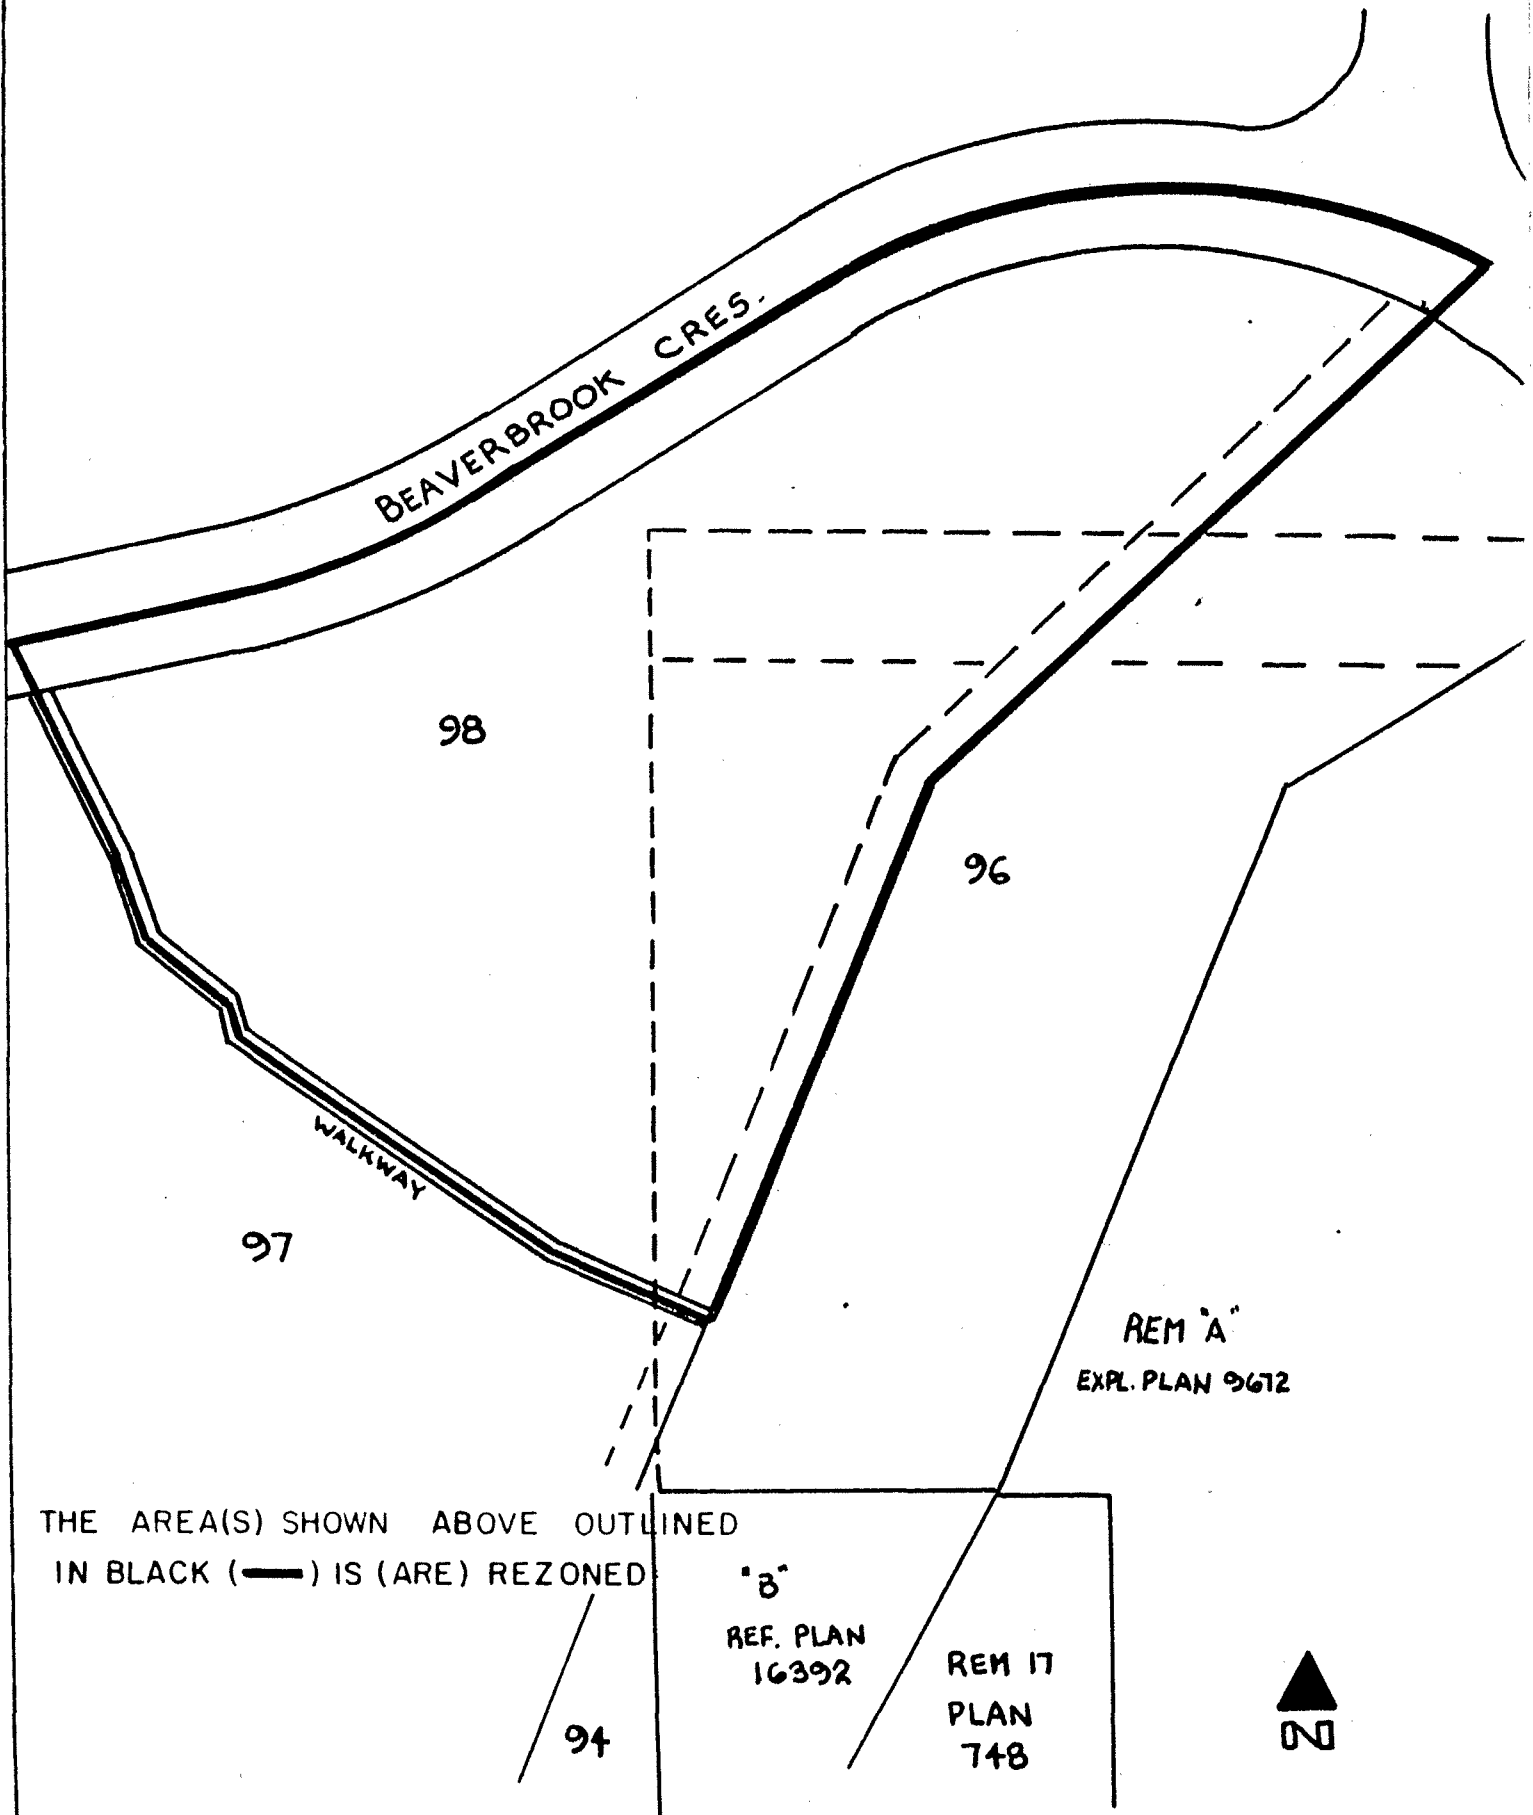 BEAVERBROOK CRES.
98
96
WALKWAY
97
REM "A"
EXPL. PLAN 9672
THE AREA(S) SHOWN ABOVE OUTLINED
IN BLACK (━) IS (ARE) REZONED
"B"
REF. PLAN
16392
REM 17
PLAN
748
94
N